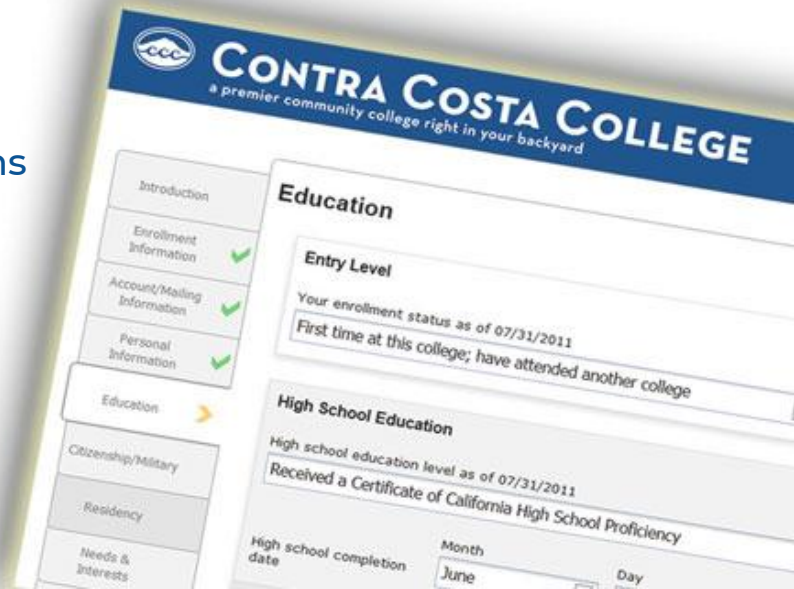 ns
ccc
CONTRA COSTA COLLEGE
a premier community college right in your backyard
Introduction
Enrollment
Information
Account/Mailing
Information
Personal
Information
Education
Citizenship/Military
Residency
Needs &
Interests
Education
Entry Level
Your enrollment status as of 07/31/2011
First time at this college; have attended another college
High School Education
High school education level as of 07/31/2011
Received a Certificate of California High School Proficiency
High school completion
date
Month
June
Day